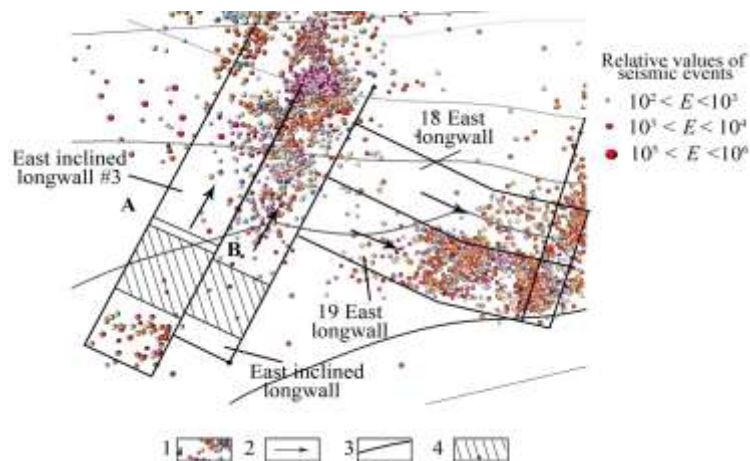 Relative values of
seismic events
10² < E <10³
10³ < E < 10⁴
10⁵ < E <10⁶
18 East
longwall
East inclined
longwall #3
A
B
19 East
longwall
East inclined
longwall
1
2
3
4